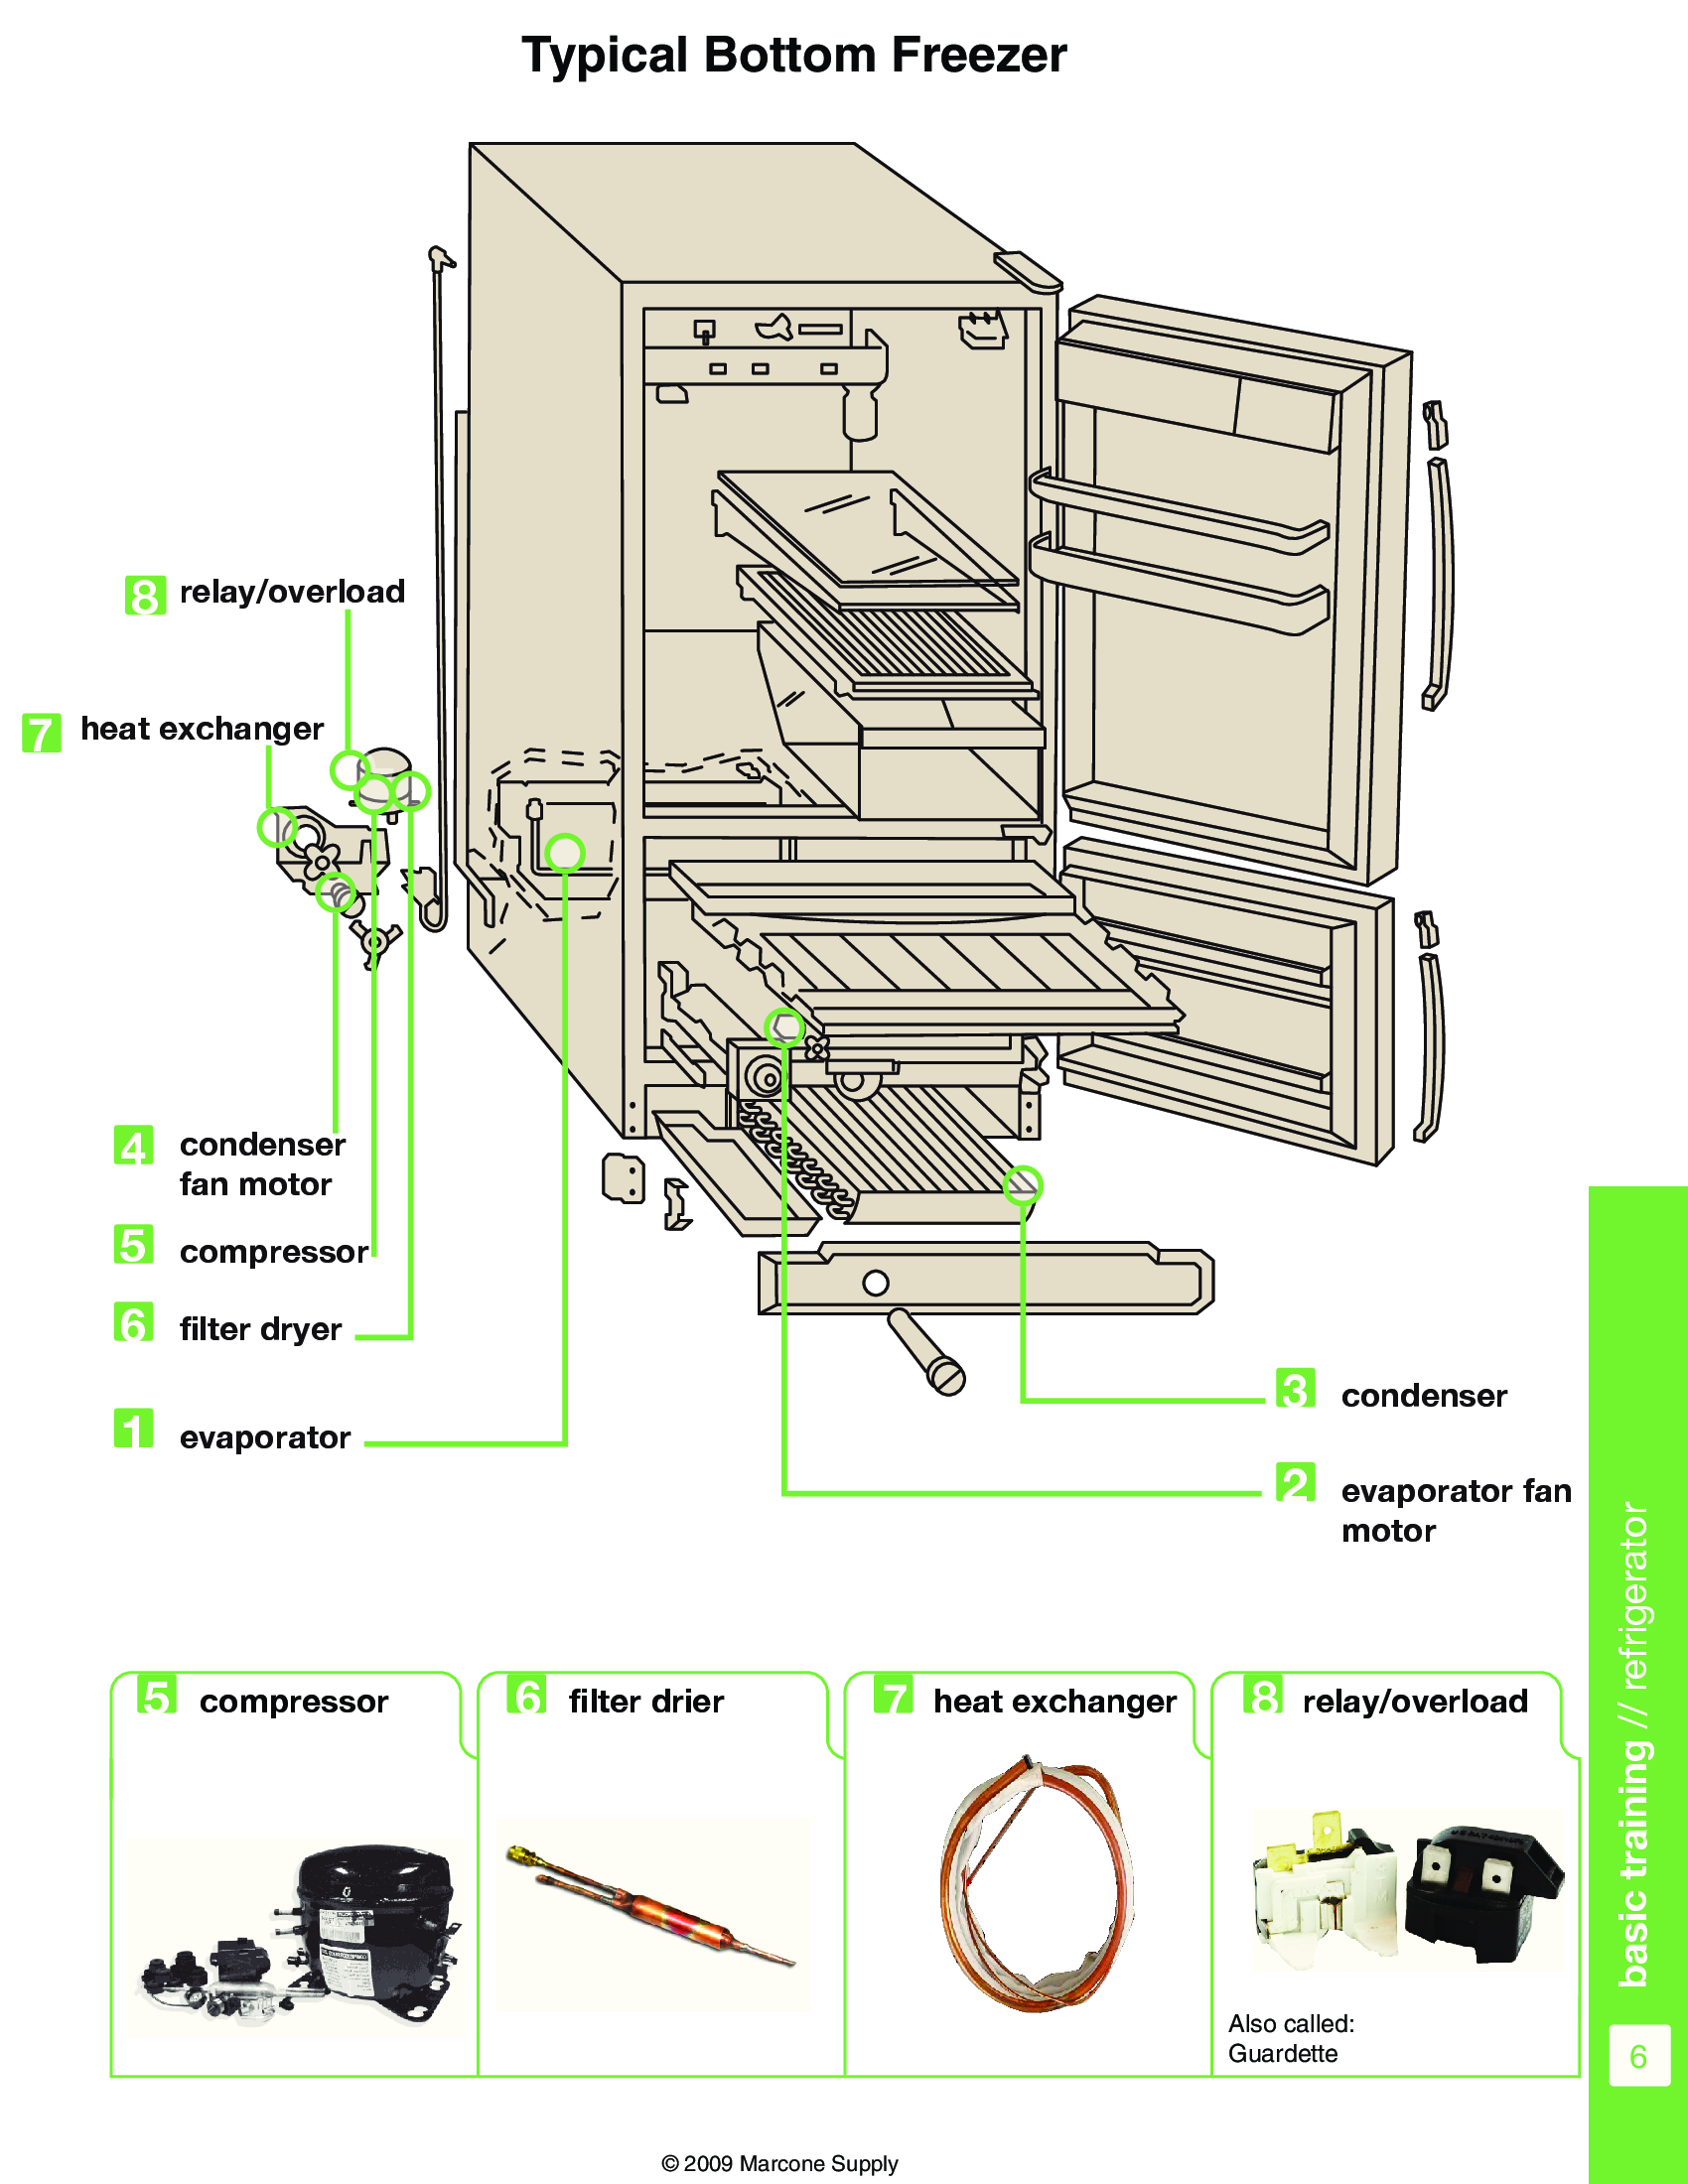 Typical Bottom Freezer
8 relay/overload
7 heat exchanger
4 condenser
fan motor
5 compressor
6 filter dryer
1 evaporator
3 condenser
2 evaporator fan
motor
5 compressor
6 filter drier
7 heat exchanger
8 relay/overload
Also called:
Guardette
basic training // refrigerator
6
© 2009 Marcone Supply